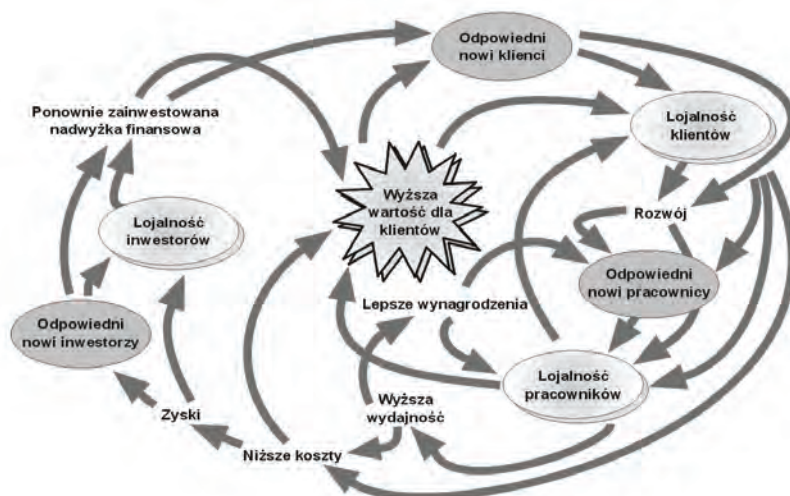 Odpowiedni
nowi klienci
Ponownie zainwestowana
nadwyżka finansowa
Lojalność
klientów
Wyższa
wartość dla
klientów
Rozwój
Lojalność
inwestorów
Odpowiedni
nowi pracownicy
Lepsze wynagrodzenia
Odpowiedni
nowi inwestorzy
Lojalność
pracowników
Wyższa
wydajność
Zyski
Niższe koszty